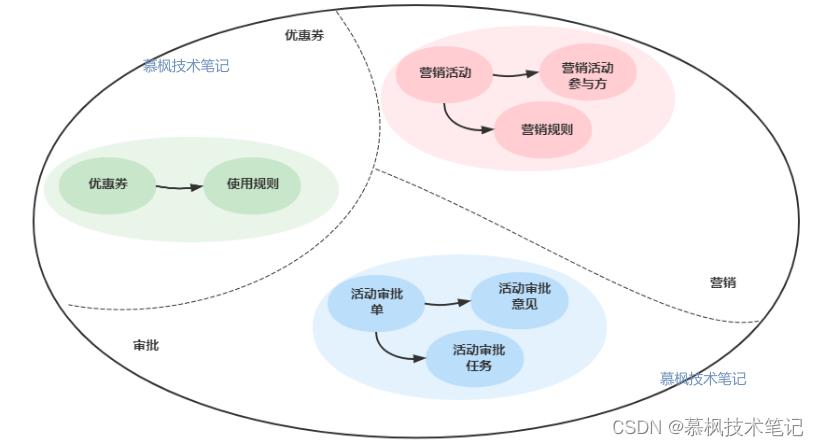 优惠券
慕枫技术笔记
营销活动
营销活动
参与方
营销规则
优惠券
使用规则
营销
活动审批
单
活动审批
意见
活动审批
任务
审批
慕枫技术笔记
CSDN @慕枫技术笔记